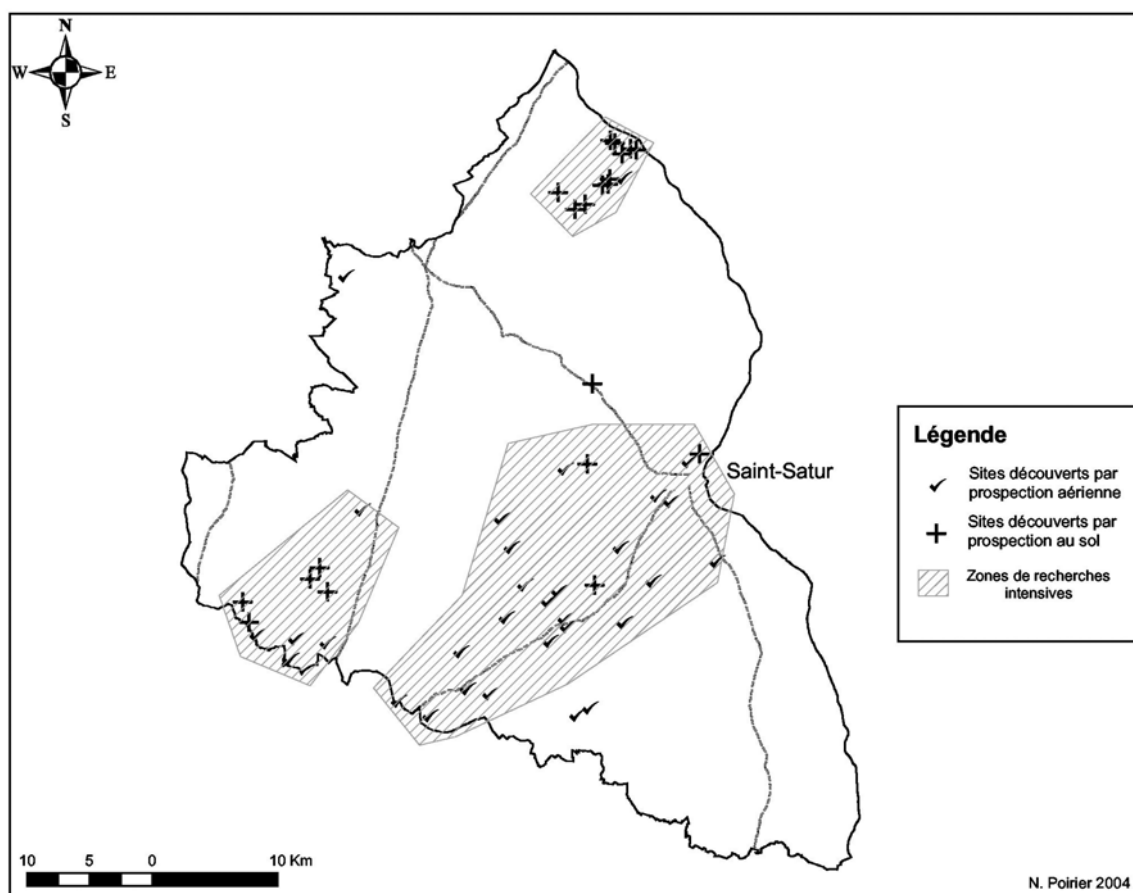 N
W E
S
Saint-Satur
Légende
Sites découverts par
prospection aérienne
Sites découverts par
prospection au sol
Zones de recherches
intensives
10 5 0 10 Km
N. Poirier 2004